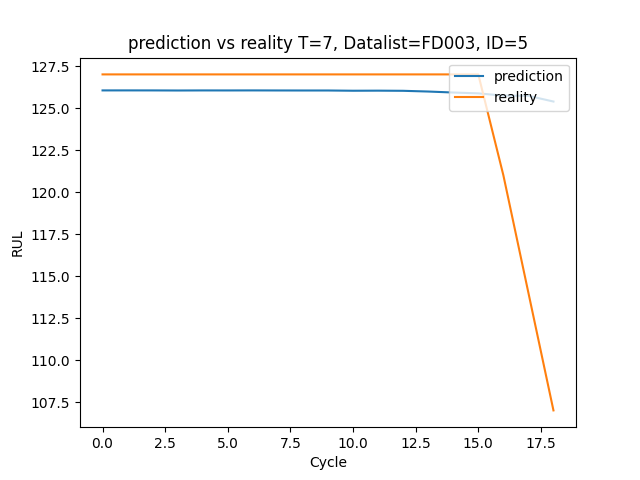 prediction vs reality T=7, Datalist=FD003, ID=5
127.5
125.0
122.5
120.0
117.5
115.0
112.5
110.0
107.5
RUL
prediction
reality
0.0 2.5 5.0 7.5 10.0 12.5 15.0 17.5
Cycle